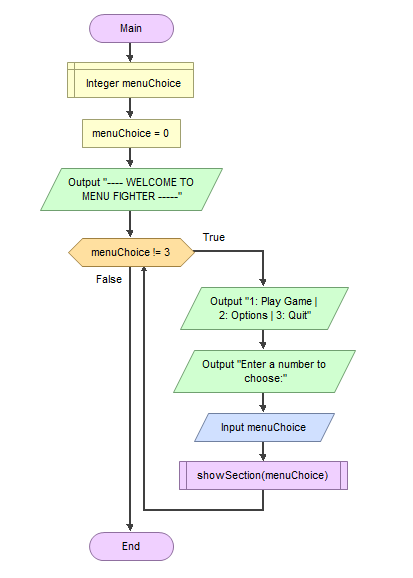 Main
Integer menuChoice
menuChoice = 0
Output "---- WELCOME TO
MENU FIGHTER -----"
menuChoice != 3
True
False
Output "1: Play Game |
2: Options | 3: Quit"
Output "Enter a number to
choose:"
Input menuChoice
showSection(menuChoice)
End